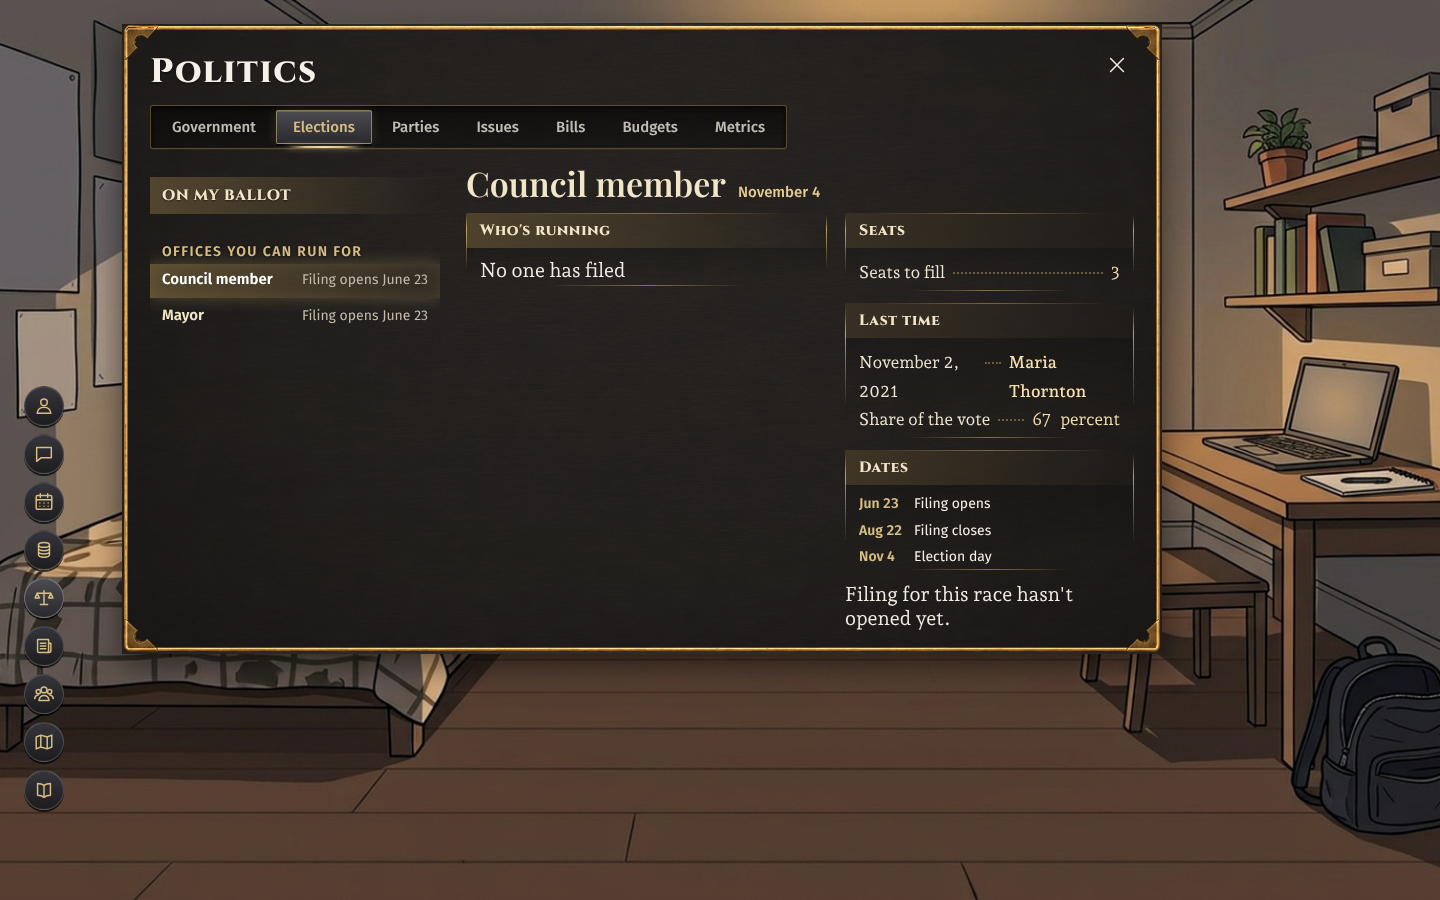 Politics
Government Elections Parties Issues Bills Budgets Metrics
On my ballot
OFFICES YOU CAN RUN FOR
Council member Filing opens June 23
Mayor Filing opens June 23
Council member November 4
Who's running
No one has filed
Seats
Seats to fill 3
Last time
November 2, 2021 Maria Thornton
Share of the vote 67 percent
Dates
Jun 23 Filing opens
Aug 22 Filing closes
Nov 4 Election day
Filing for this race hasn't
opened yet.